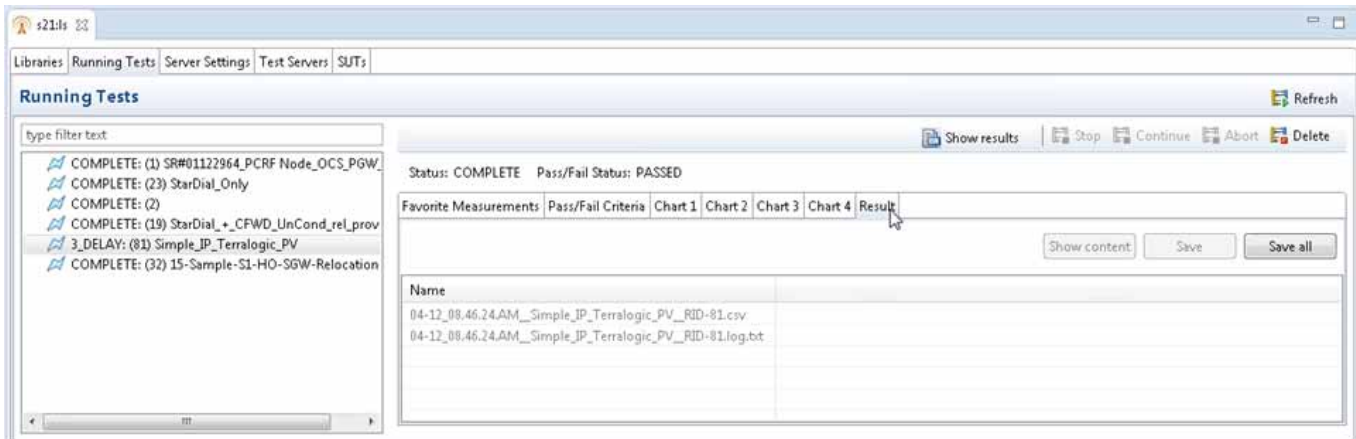 s21:ls
Libraries Running Tests Server Settings Test Servers SUTs
Running Tests
Refresh
type filter text
COMPLETE: (1) SR#01122964_PCRF Node_OCS_PGW_
COMPLETE: (23) StarDial_Only
COMPLETE: (2)
COMPLETE: (19) StarDial_+_CFWD_UnCond_rel_prov
3_DELAY: (81) Simple_IP_Terralogic_PV
COMPLETE: (32) 15-Sample-S1-HO-SGW-Relocation
Show results Stop Continue Abort Delete
Status: COMPLETE Pass/Fail Status: PASSED
Favorite Measurements Pass/Fail Criteria Chart 1 Chart 2 Chart 3 Chart 4 Result
Show content Save Save all
Name
04-12_08.46.24.AM__Simple_IP_Terralogic_PV__RID-81.csv
04-12_08.46.24.AM__Simple_IP_Terralogic_PV__RID-81.log.txt